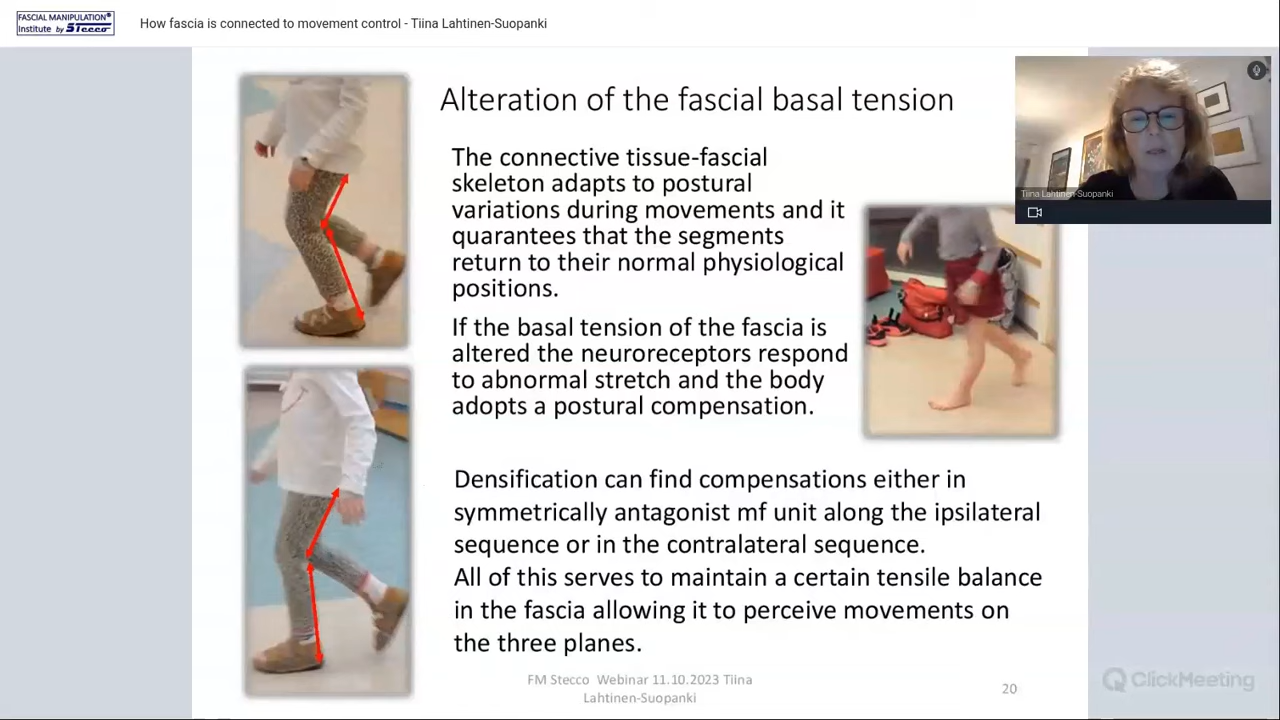 FASCIAL MANIPULATION®
Institute by Stecco
How fascia is connected to movement control - Tiina Lahtinen-Suopanki
Alteration of the fascial basal tension
The connective tissue-fascial
skeleton adapts to postural
variations during movements and it
quarantees that the segments
return to their normal physiological
positions.
If the basal tension of the fascia is
altered the neuroreceptors respond
to abnormal stretch and the body
adopts a postural compensation.
Densification can find compensations either in
symmetrically antagonist mf unit along the ipsilateral
sequence or in the contralateral sequence.
All of this serves to maintain a certain tensile balance
in the fascia allowing it to perceive movements on
the three planes.
FM Stecco Webinar 11.10.2023 Tiina
Lahtinen-Suopanki
20
Tiina Lahtinen-Suopanki
ClickMeeting